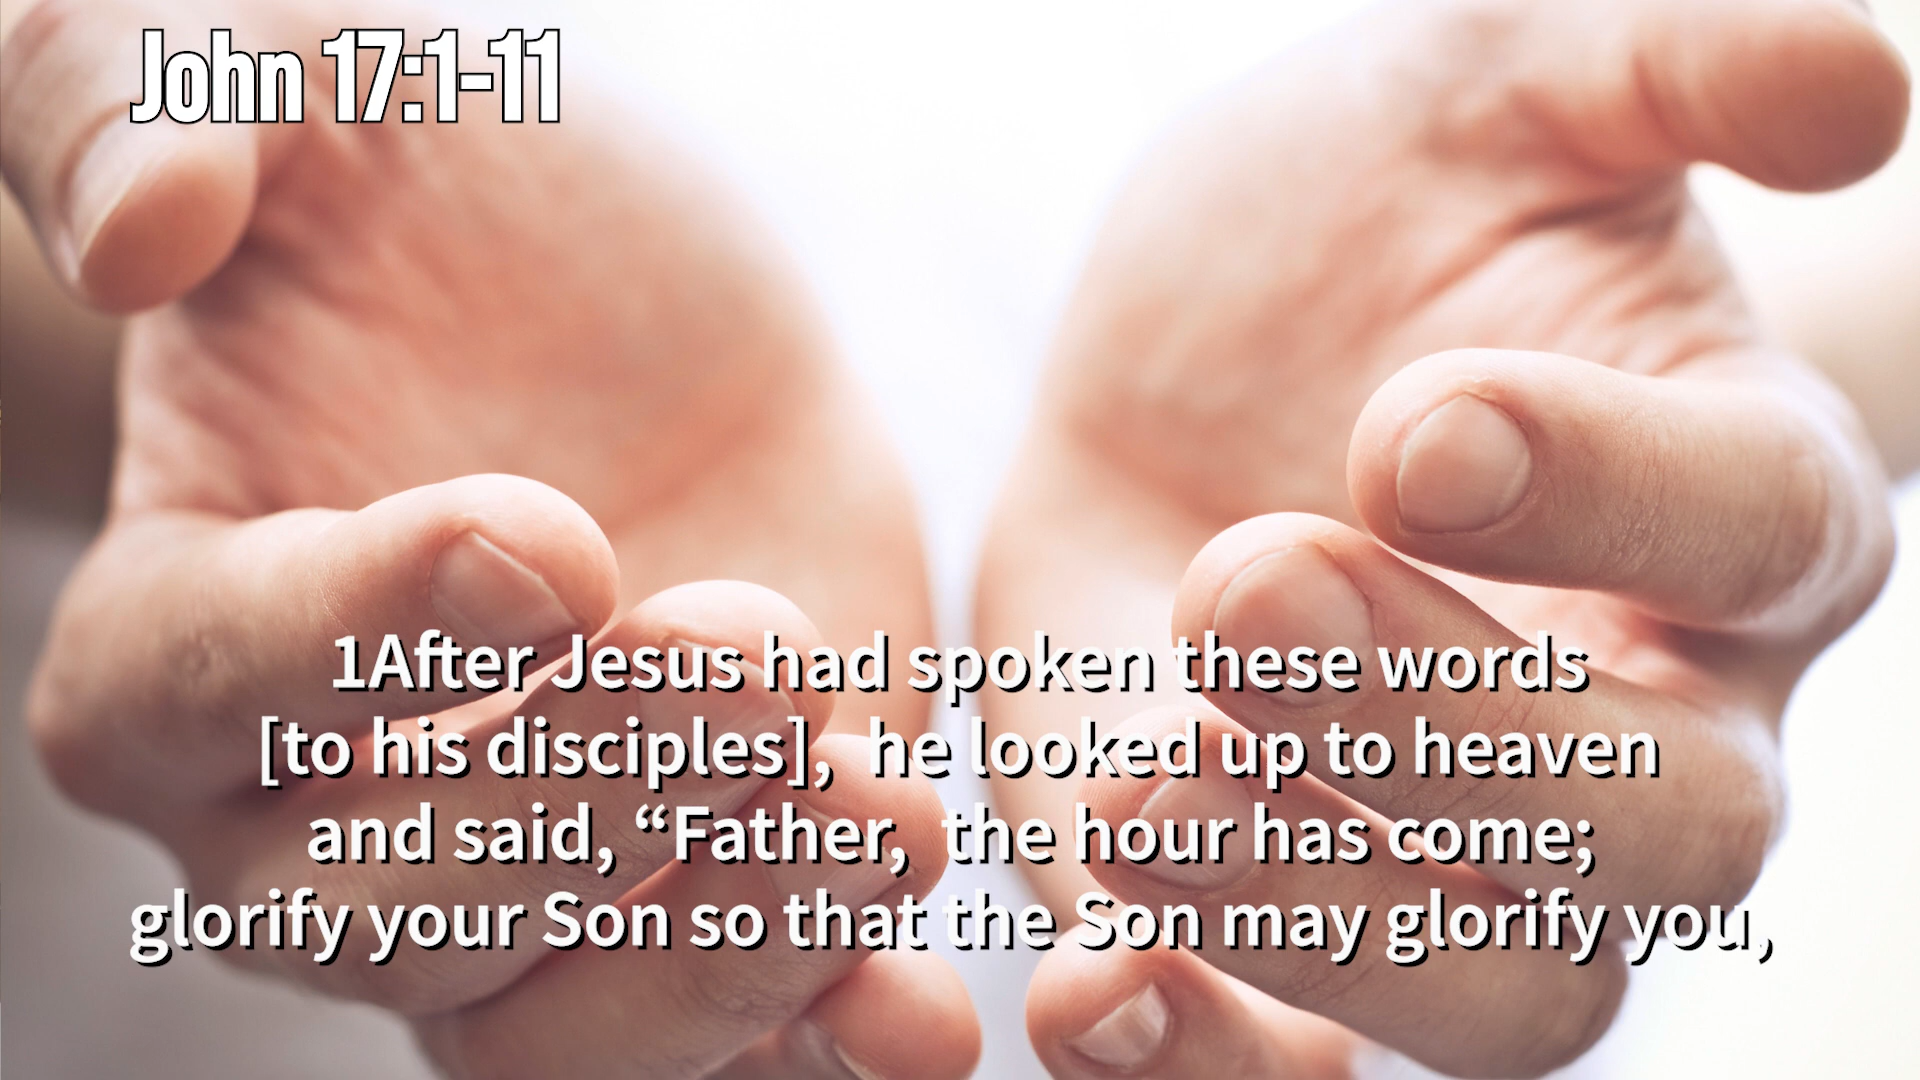 John 17:1-11
1After Jesus had spoken these words
[to his disciples],  he looked up to heaven
and said,  “Father,  the hour has come;
glorify your Son so that the Son may glorify you,